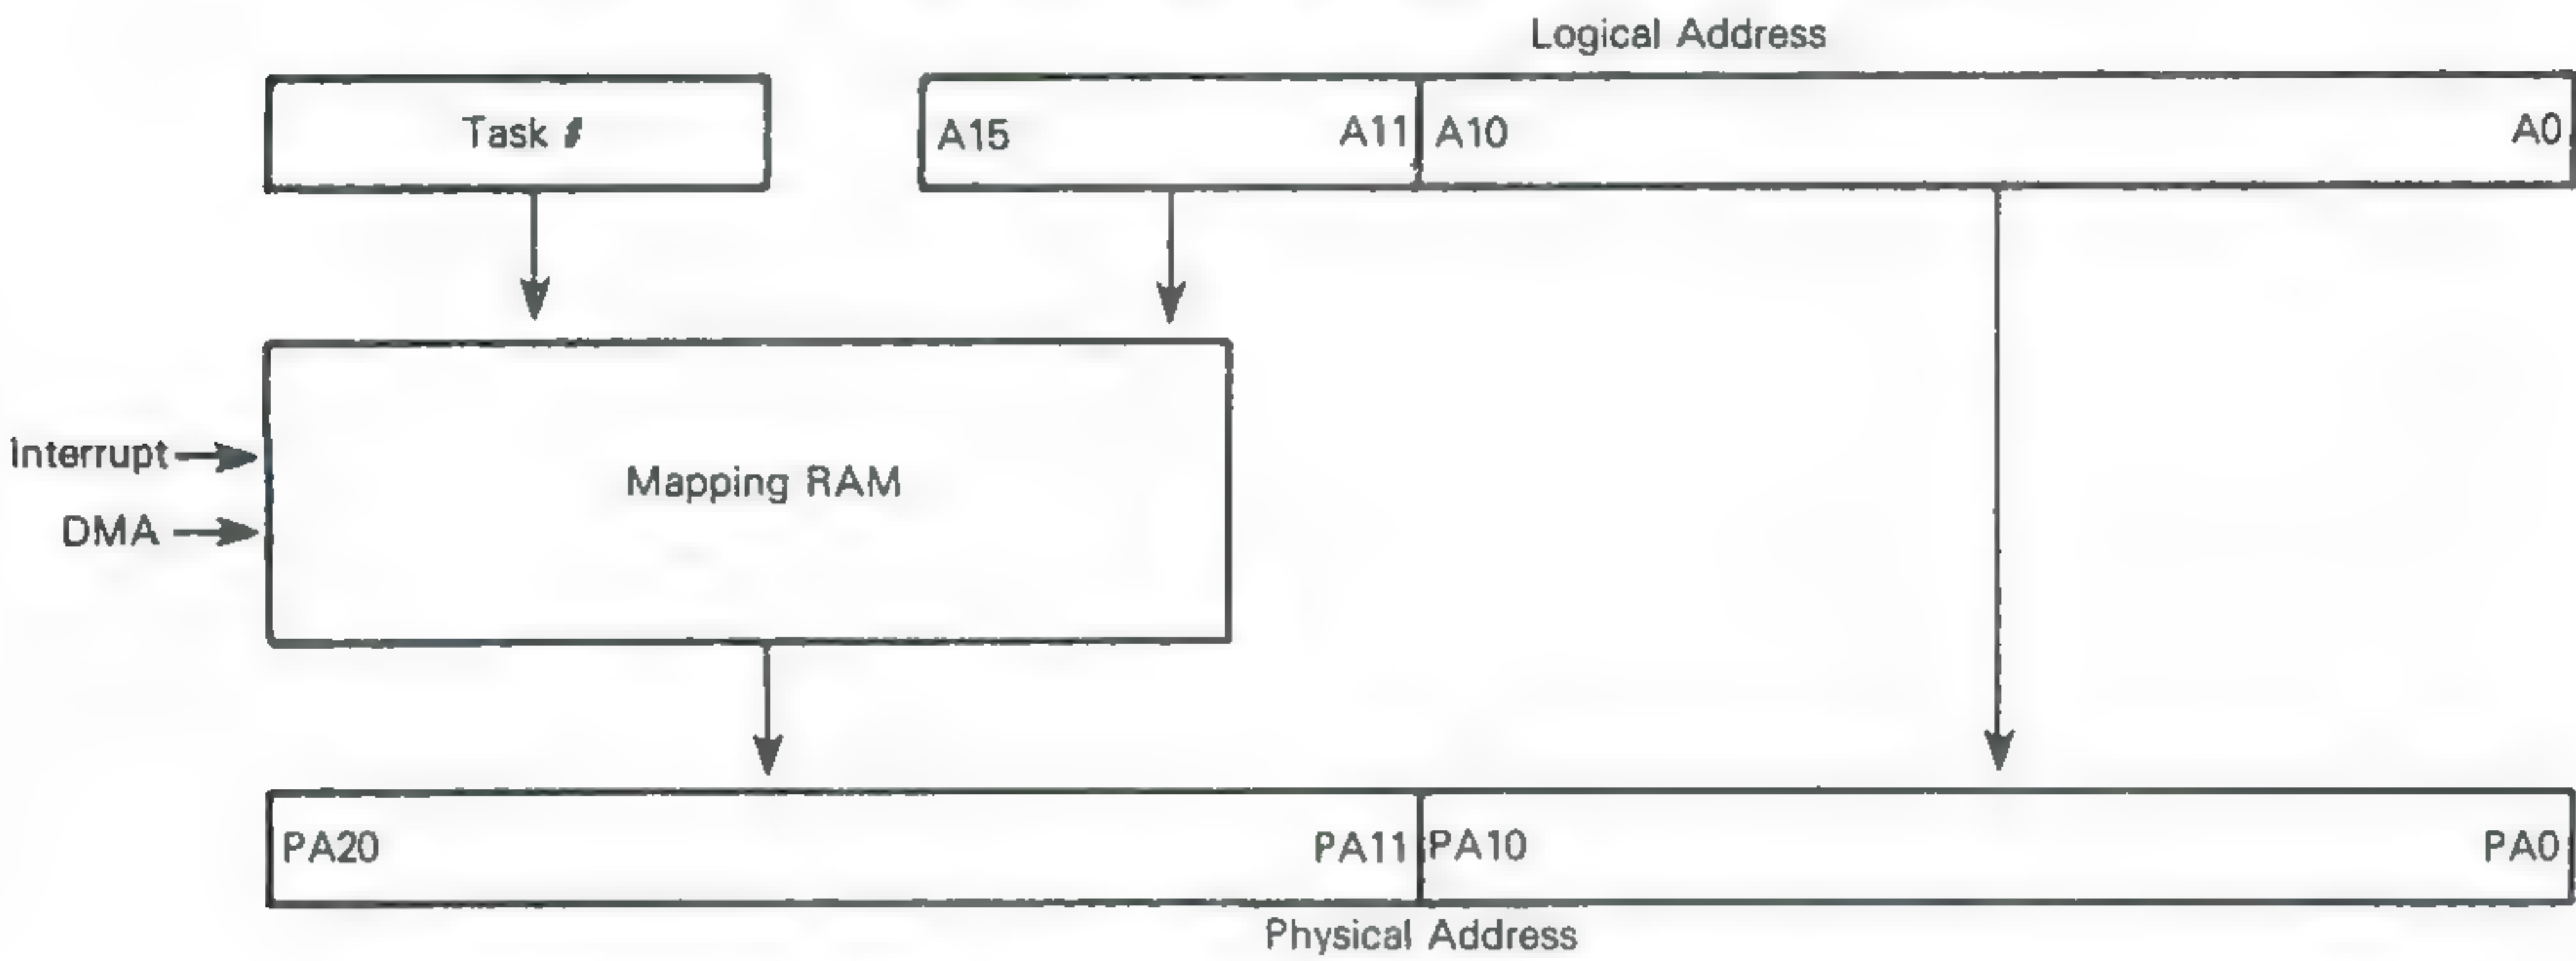 Logical Address
Task #
A15
A11
A10
A0
Interrupt
DMA
Mapping RAM
PA20
PA11
PA10
PA0
Physical Address